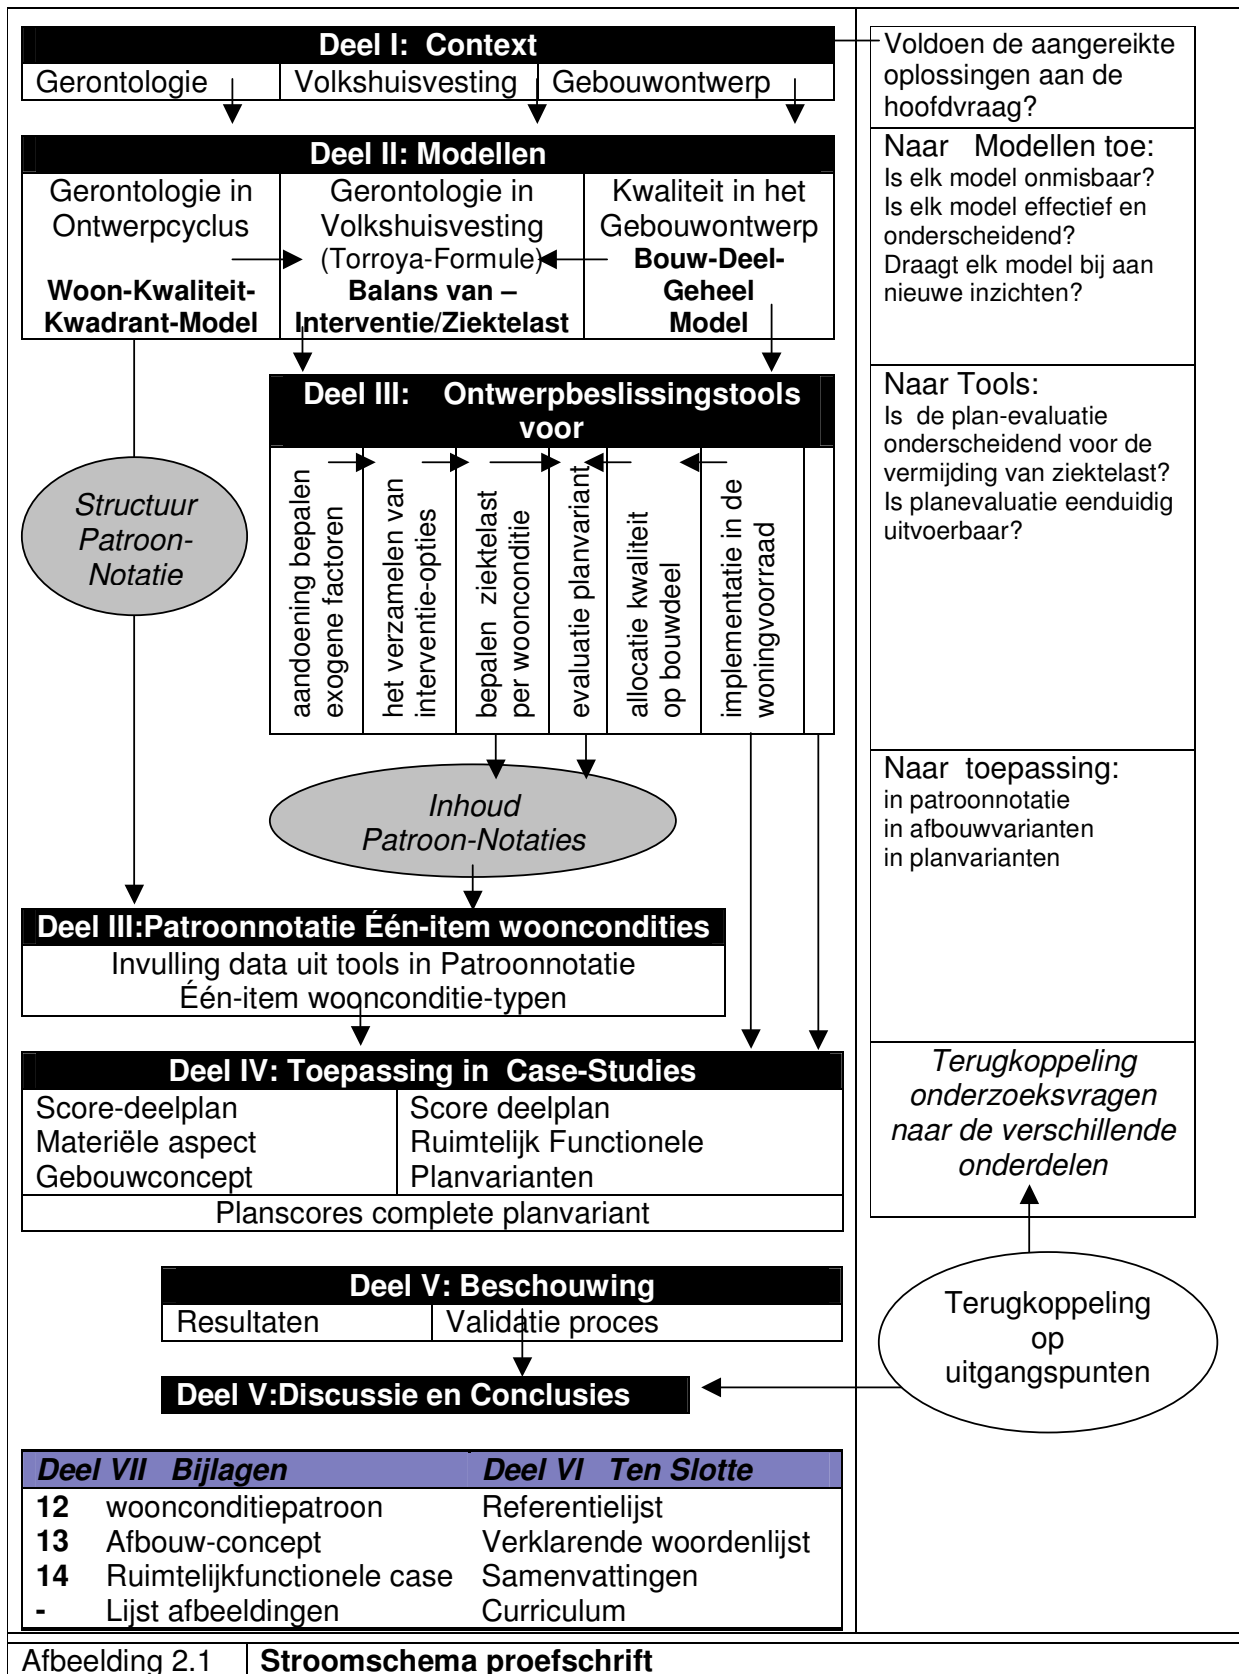 Deel I: Context
Gerontologie
Volkshuisvesting
Gebouwontwerp
Voldoen de aangereikte
oplossingen aan de
hoofdvraag?
Deel II: Modellen
Gerontologie in
Ontwerpcyclus
Woon-Kwaliteit-
Kwadrant-Model
Gerontologie in
Volkshuisvesting
(Torroya-Formule)
Balans van –
Interventie/Ziektelast
Kwaliteit in het
Gebouwontwerp
Bouw-Deel-
Geheel
Model
Naar Modellen toe:
Is elk model onmisbaar?
Is elk model effectief en
onderscheidend?
Draagt elk model bij aan
nieuwe inzichten?
Deel III: Ontwerpbeslissingstools
voor
aandoening bepalen
exogene factoren
het verzamelen van
interventie-opties
bepalen ziektelast
per woonconditie
evaluatie planvariant
allocatie kwaliteit
op bouwdeel
implementatie in de
woningvoorraad
Naar Tools:
Is de plan-evaluatie
onderscheidend voor de
vermijding van ziektelast?
Is planevaluatie eenduidig
uitvoerbaar?
Structuur
Patroon-
Notatie
Inhoud
Patroon-Notaties
Naar toepassing:
in patroonnotatie
in afbouwvarianten
in planvarianten
Deel III:Patroonnotatie Één-item wooncondities
Invulling data uit tools in Patroonnotatie
Één-item woonconditie-typen
Deel IV: Toepassing in Case-Studies
Score-deelplan
Materiële aspect
Gebouwconcept
Score deelplan
Ruimtelijk Functionele
Planvarianten
Planscores complete planvariant
Terugkoppeling
onderzoeksvragen
naar de verschillende
onderdelen
Deel V: Beschouwing
Resultaten
Validatie proces
Deel V:Discussie en Conclusies
Terugkoppeling
op
uitgangspunten
Deel VII Bijlagen
12 woonconditiepatroon
13 Afbouw-concept
14 Ruimtelijkfunctionele case
- Lijst afbeeldingen
Deel VI Ten Slotte
Referentielijst
Verklarende woordenlijst
Samenvattingen
Curriculum
Afbeelding 2.1 Stroomschema proefschrift